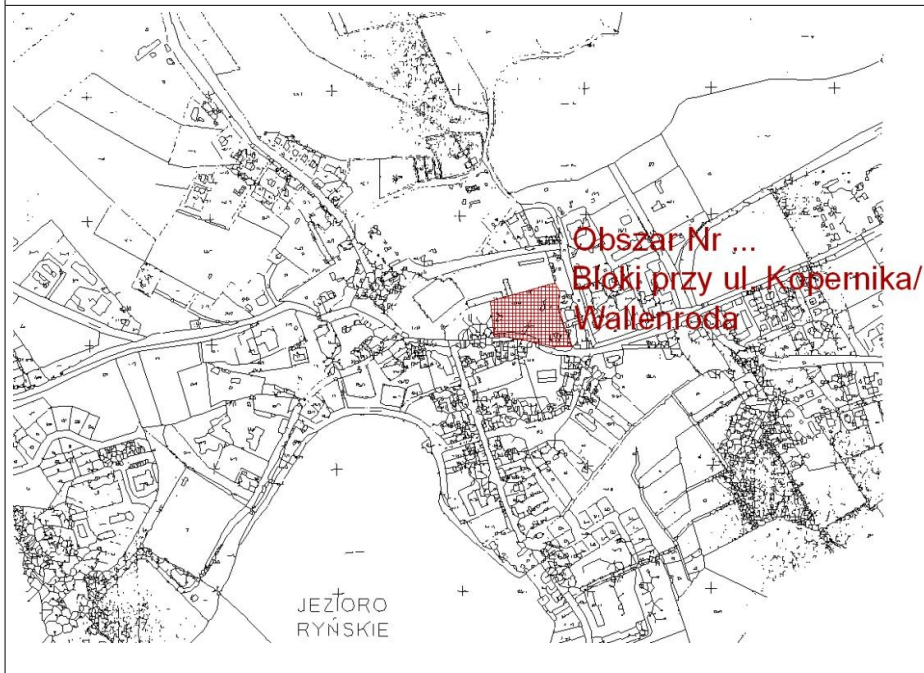 Obszar Nr ...
Bloki przy ul. Kopernika/
Wallenroda
JEZIORO
RYŃSKIE